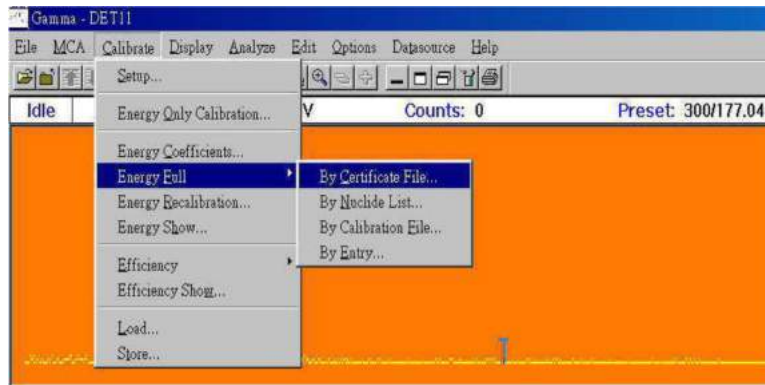 Gamma - DET11
File MCA Calibrate Display Analyze Edit Options Datasource Help
Setup...
Idle V Counts: 0 Preset: 300/177.04
Energy Only Calibration...
Energy Coefficients...
Energy Full
By Certificate File...
Energy Recalibration...
By Nuclide List...
Energy Show...
By Calibration File...
By Entry...
Efficiency
Efficiency Show...
Load...
Store...